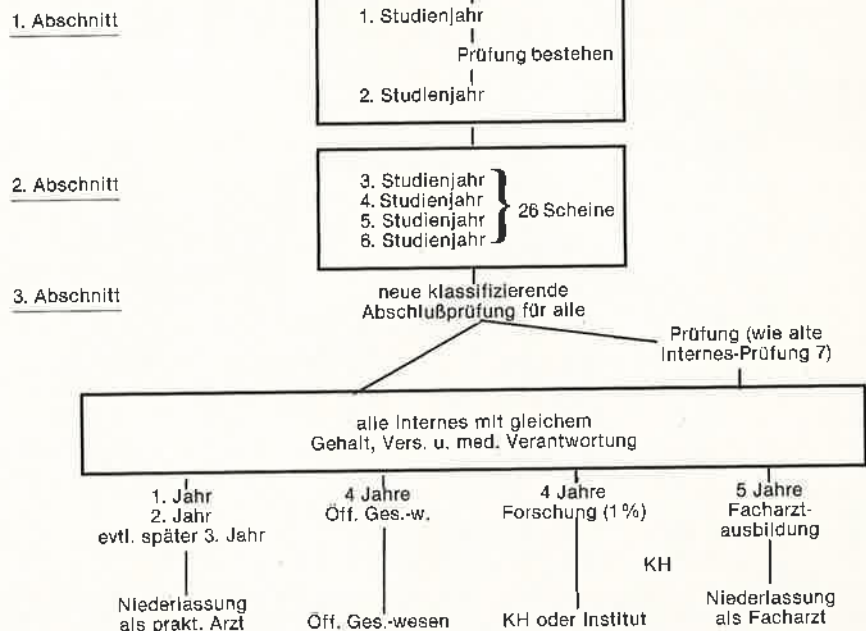 1. Abschnitt
1. Studienjahr
Prüfung bestehen
2. Studienjahr
2. Abschnitt
3. Studienjahr
4. Studienjahr
5. Studienjahr
6. Studienjahr
26 Scheine
3. Abschnitt
neue klassifizierende
Abschlußprüfung für alle
Prüfung (wie alte
Internes-Prüfung 7)
alle Internes mit gleichem
Gehalt, Vers. u. med. Verantwortung
1. Jahr
2. Jahr
evtl. später 3. Jahr
4 Jahre
Öff. Ges.-w.
4 Jahre
Forschung (1 %)
5 Jahre
Facharzt-
ausbildung
KH
Niederlassung
als prakt. Arzt
Öff. Ges.-wesen
KH oder Institut
Niederlassung
als Facharzt